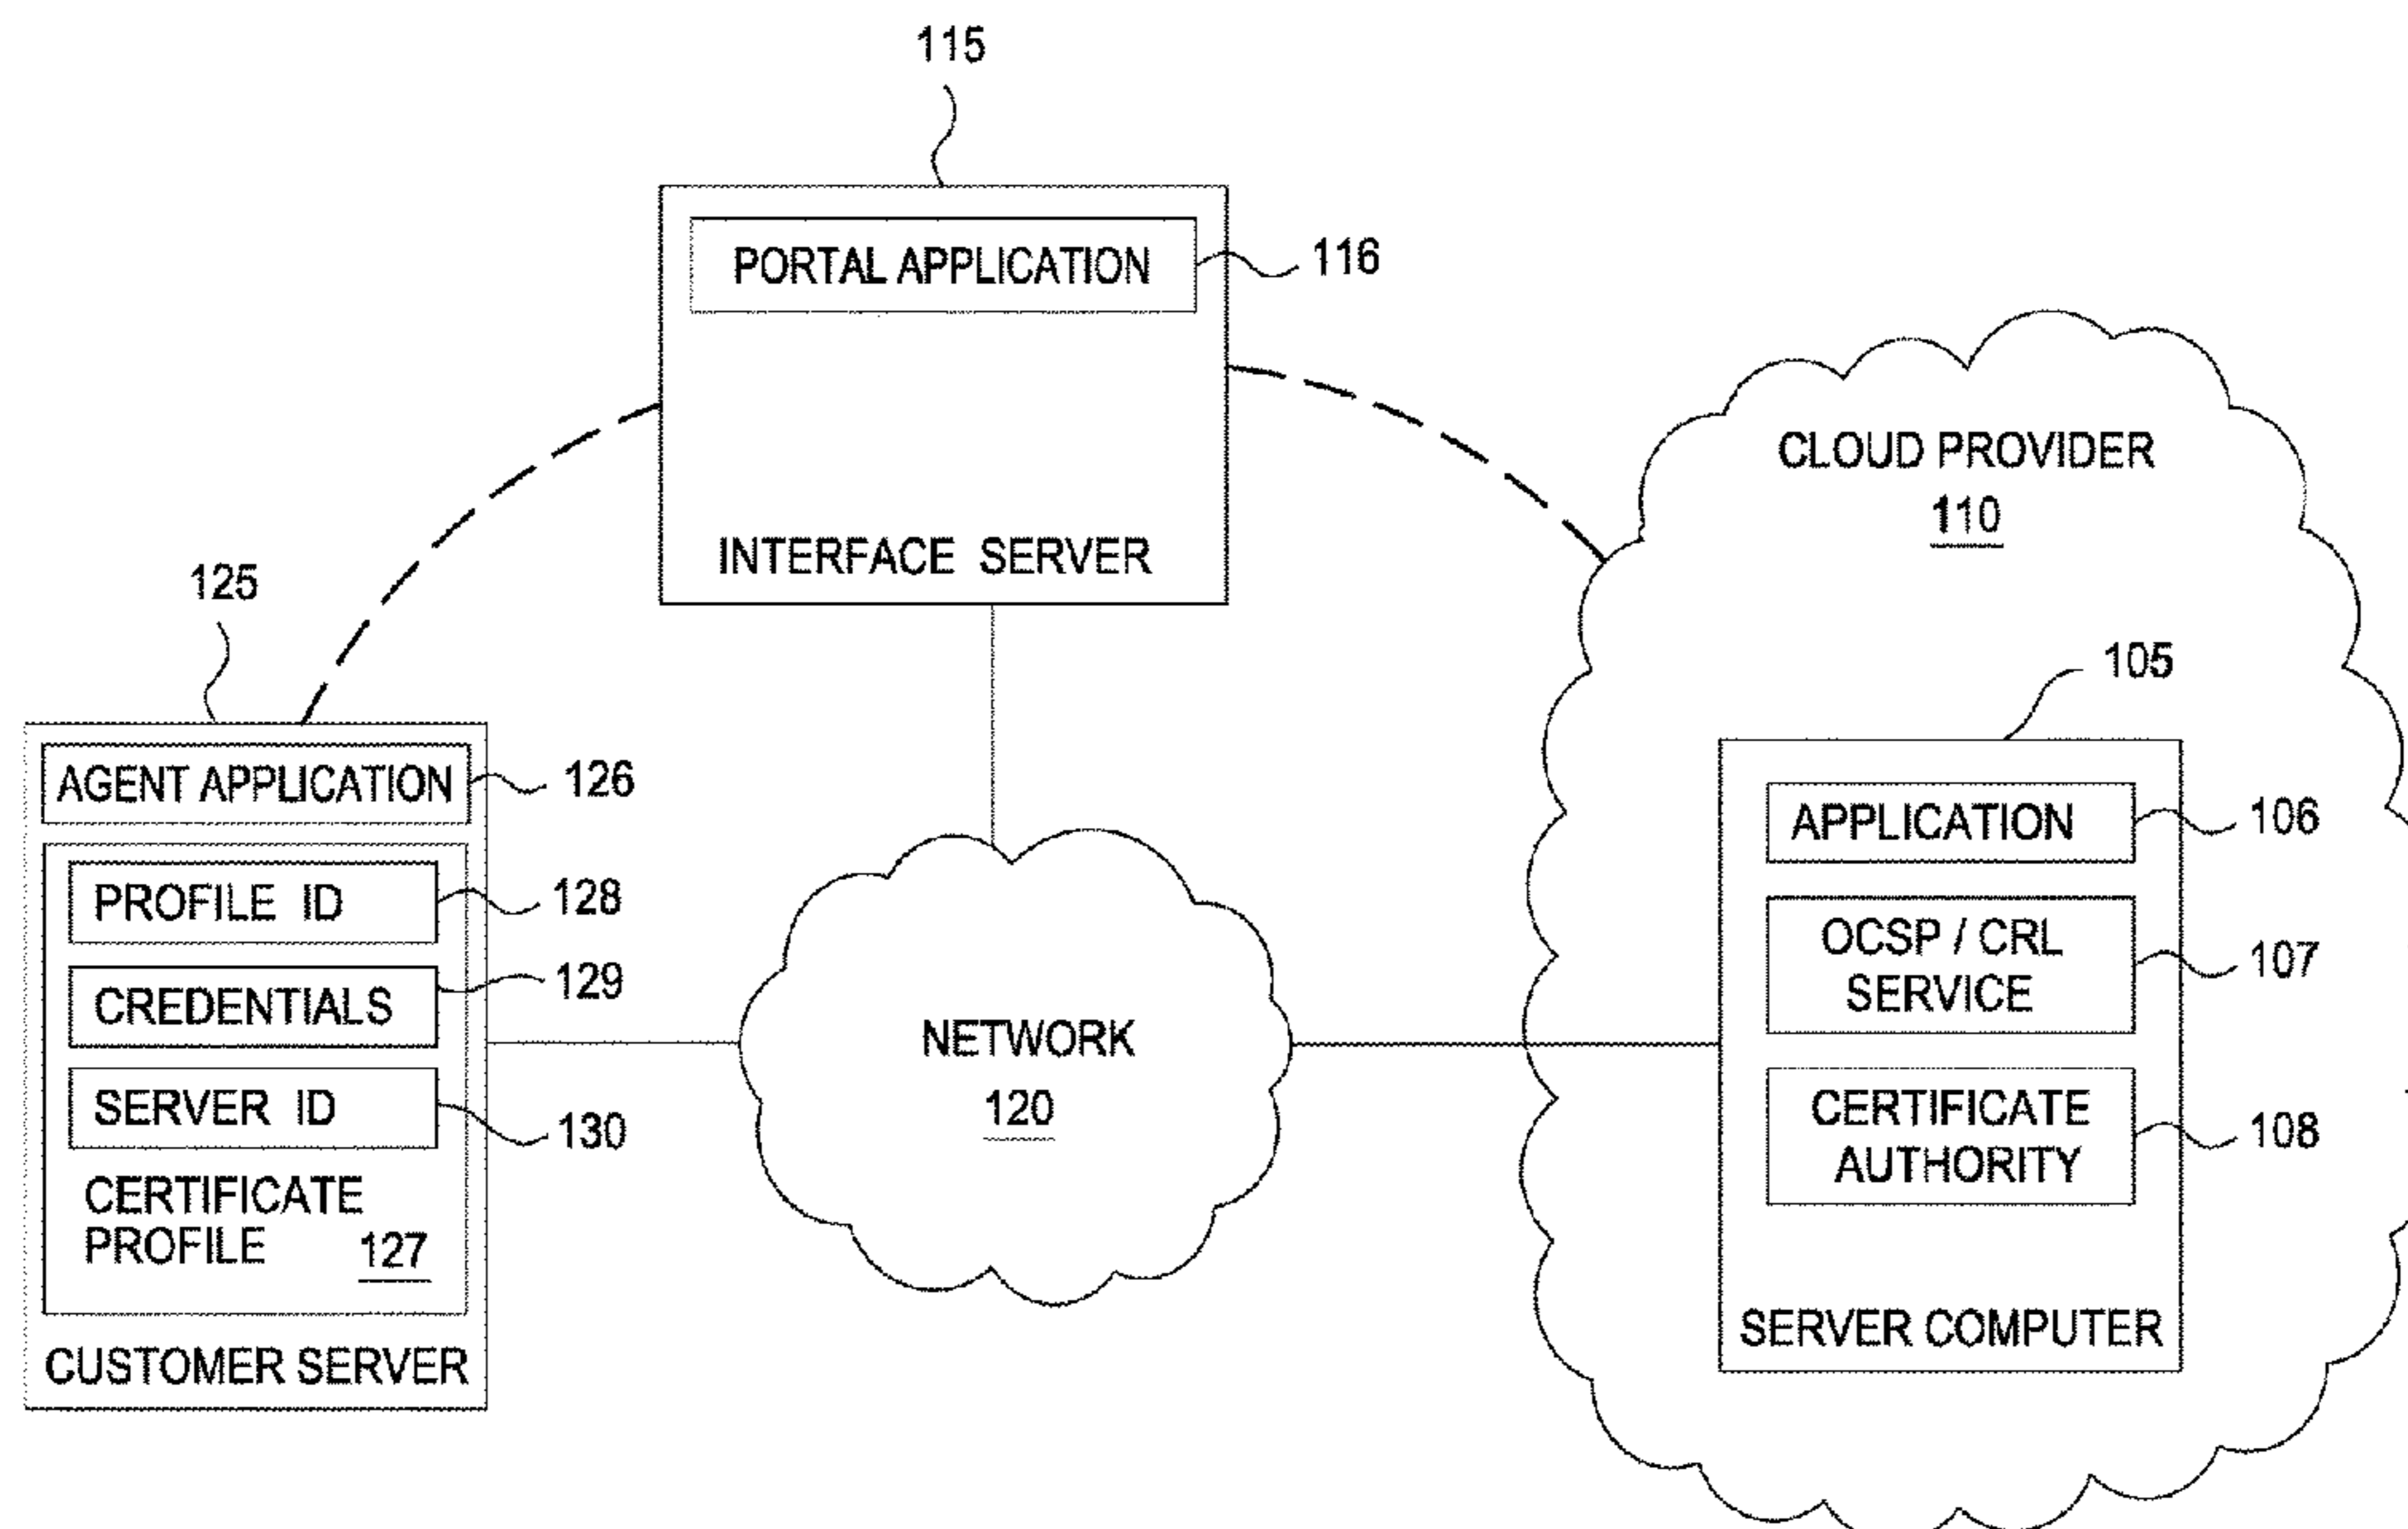 115
PORTAL APPLICATION
116
INTERFACE SERVER
CLOUD PROVIDER
110
125
AGENT APPLICATION
126
PROFILE ID
128
CREDENTIALS
129
SERVER ID
130
CERTIFICATE
PROFILE
127
CUSTOMER SERVER
NETWORK
120
105
APPLICATION
106
OCSP / CRL
SERVICE
107
CERTIFICATE
AUTHORITY
108
SERVER COMPUTER